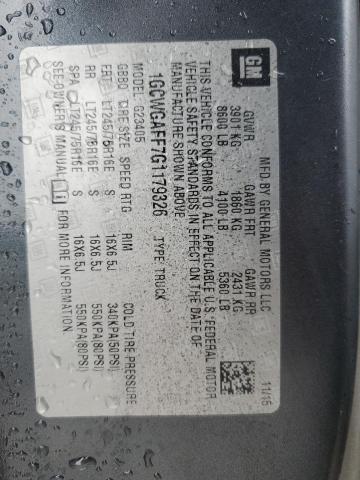 GM
MFD BY GENERAL MOTORS LLC
11/15
GVWR GAWR FRT GAWR RR
3901 KG 1860 KG 2431 KG
8600 LB 4100 LB 5360 LB
THIS VEHICLE CONFORMS TO ALL APPLICABLE U.S. FEDERAL MOTOR
VEHICLE SAFETY STANDARDS IN EFFECT ON THE DATE OF
MANUFACTURE SHOWN ABOVE.
1GCWGAFF7G1179326 TYPE: TRUCK
MODEL: G23405
TIRE SIZE SPEED RTG RIM COLD TIRE PRESSURE
FRT LT245/75R16E S 16X6.5J 340KPA(50PSI)
RR LT245/75R16E S 16X6.5J 550KPA(80PSI)
SPA LT245/75R16E S 16X6.5J 550KPA(80PSI)
SEE OWNER'S MANUAL FOR MORE INFORMATION